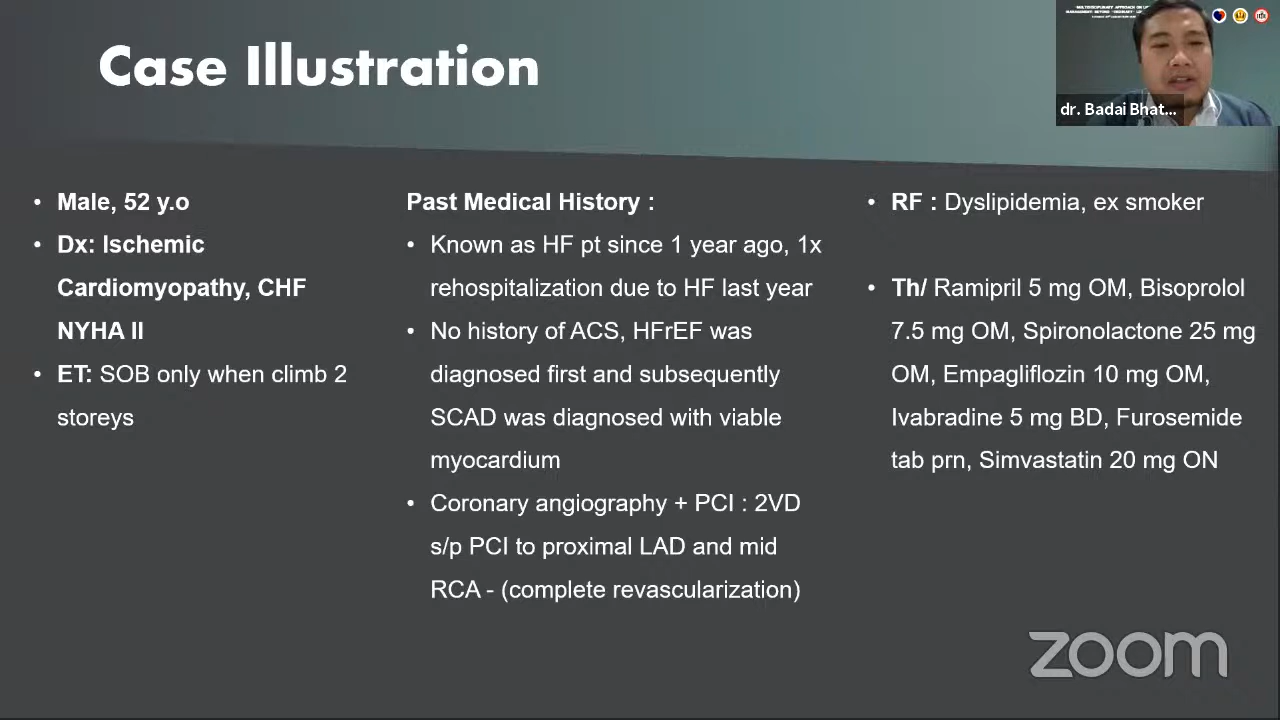 Case Illustration
dr. Badai Bhat...
• Male, 52 y.o
• Dx: Ischemic
Cardiomyopathy, CHF
NYHA II
• ET: SOB only when climb 2
storeys
Past Medical History :
• Known as HF pt since 1 year ago, 1x
rehospitalization due to HF last year
• No history of ACS, HFrEF was
diagnosed first and subsequently
SCAD was diagnosed with viable
myocardium
• Coronary angiography + PCI : 2VD
s/p PCI to proximal LAD and mid
RCA - (complete revascularization)
• RF : Dyslipidemia, ex smoker
• Th/ Ramipril 5 mg OM, Bisoprolol
7.5 mg OM, Spironolactone 25 mg
OM, Empagliflozin 10 mg OM,
Ivabradine 5 mg BD, Furosemide
tab prn, Simvastatin 20 mg ON
zoom